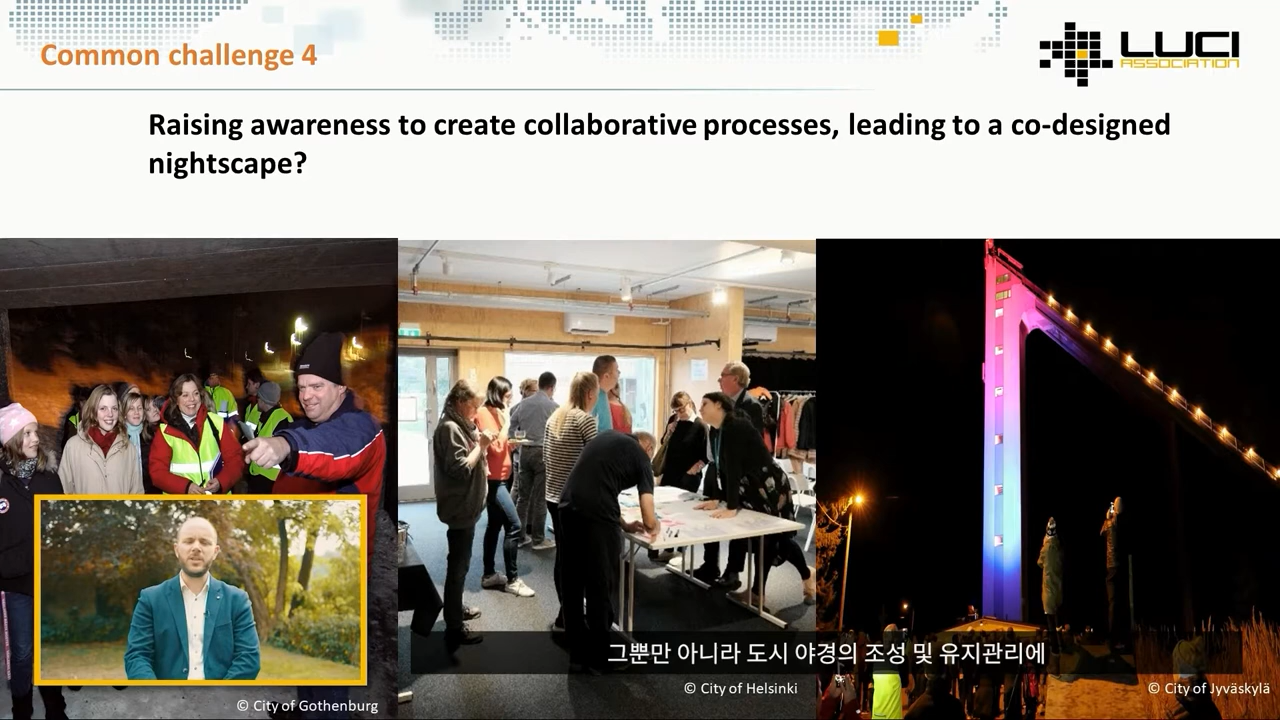 Common challenge 4
LUCI
ASSOCIATION
Raising awareness to create collaborative processes, leading to a co-designed
nightscape?
그뿐만 아니라 도시 야경의 조성 및 유지관리에
© City of Gothenburg
© City of Helsinki
© City of Jyväskylä